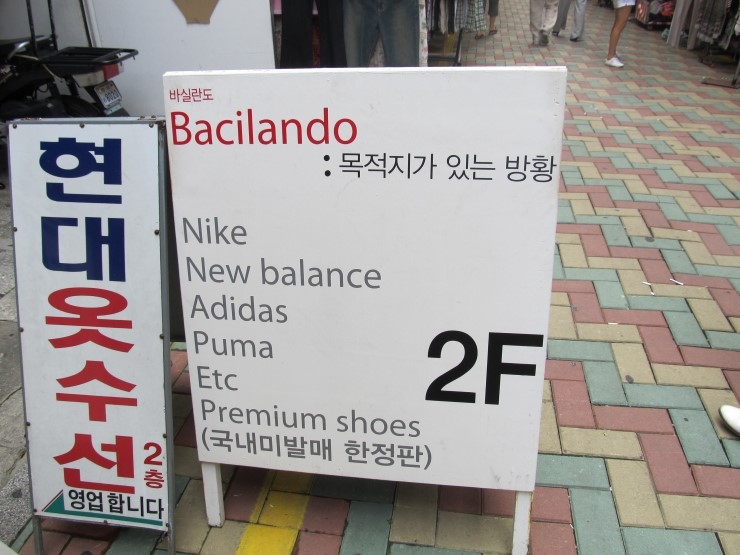 현대옷수선
2층
영업합니다
바실란도
Bacilando
: 목적지가 있는 방황
Nike
New balance
Adidas
Puma
Etc
Premium shoes
(국내미발매 한정판)
2F